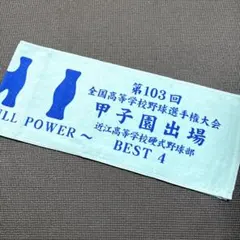 第103回
全国高等学校野球選手権大会
甲子園出場
近江高等学校硬式野球部
BEST 4
POWER～